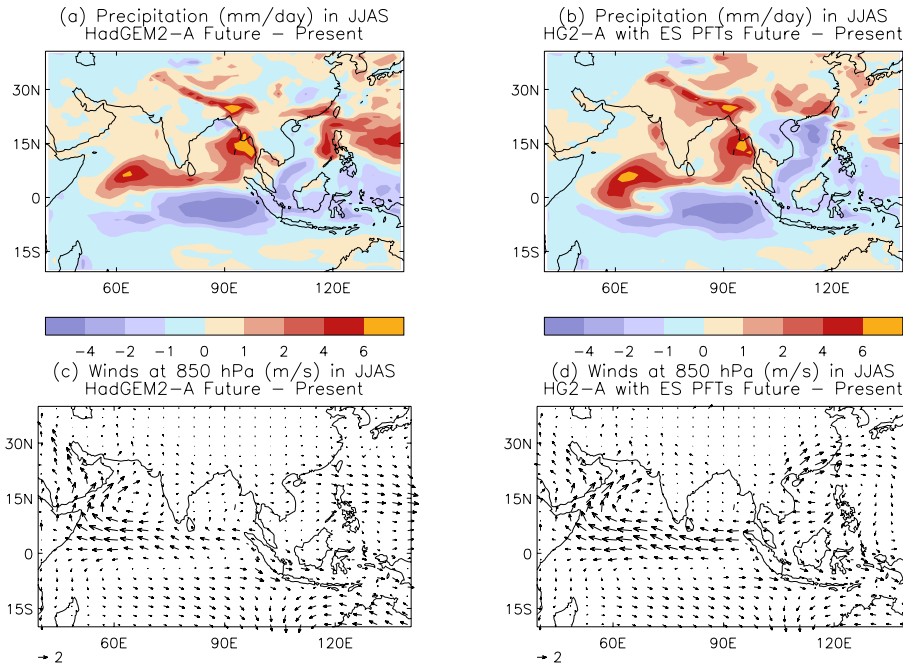 (a) Precipitation (mm/day) in JJAS
HadGEM2-A Future - Present
30N
15N
0
15S
60E 90E 120E
(b) Precipitation (mm/day) in JJAS
HG2-A with ES PFTs Future - Present
30N
15N
0
15S
60E 90E 120E
-4 -2 -1 0 1 2 4 6
-4 -2 -1 0 1 2 4 6
(c) Winds at 850 hPa (m/s) in JJAS
HadGEM2-A Future - Present
30N
15N
0
15S
60E 90E 120E
2
(d) Winds at 850 hPa (m/s) in JJAS
HG2-A with ES PFTs Future - Present
30N
15N
0
15S
60E 90E 120E
2